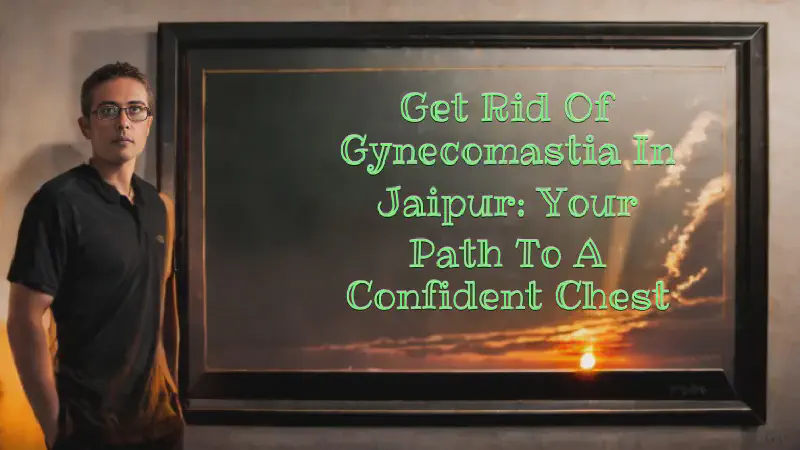 Get Rid Of
Gynecomastia In
Jaipur: Your
Path To A
Confident Chest